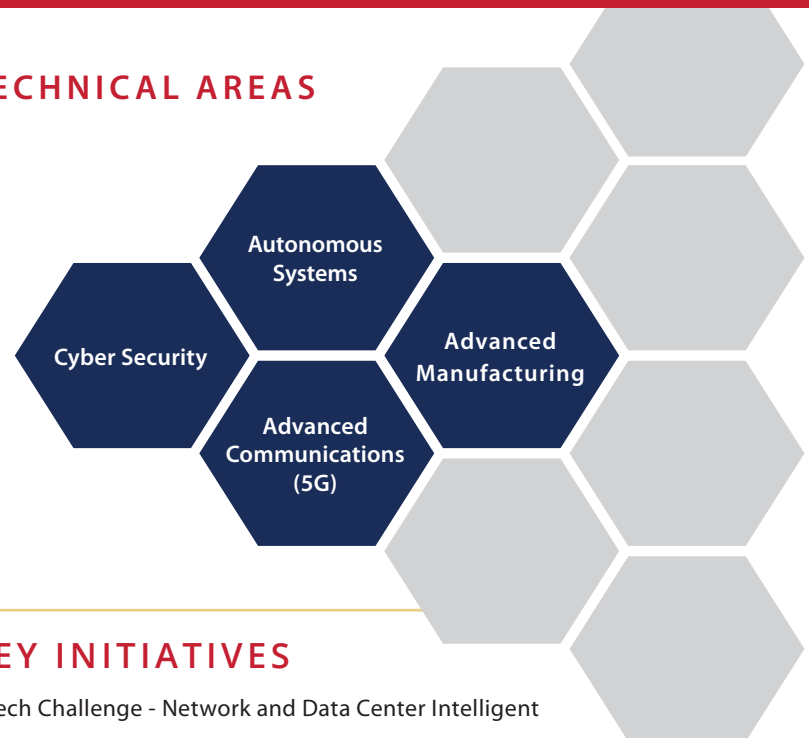 ECHNICAL AREAS
Autonomous
Systems
Cyber Security
Advanced
Manufacturing
Advanced
Communications
(5G)
EY INITIATIVES
ech Challenge - Network and Data Center Intelligent